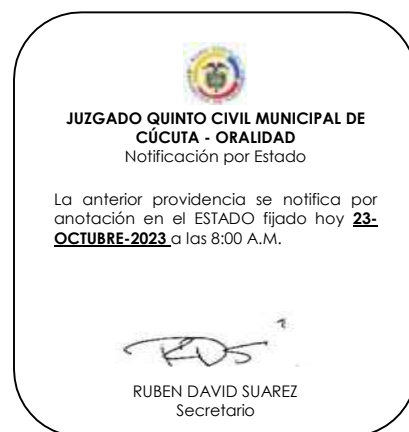 JUZGADO QUINTO CIVIL MUNICIPAL DE
CÚCUTA - ORALIDAD
Notificación por Estado
La anterior providencia se notifica por
anotación en el ESTADO fijado hoy 23-
OCTUBRE-2023 a las 8:00 A.M.
RDS
RUBEN DAVID SUAREZ
Secretario